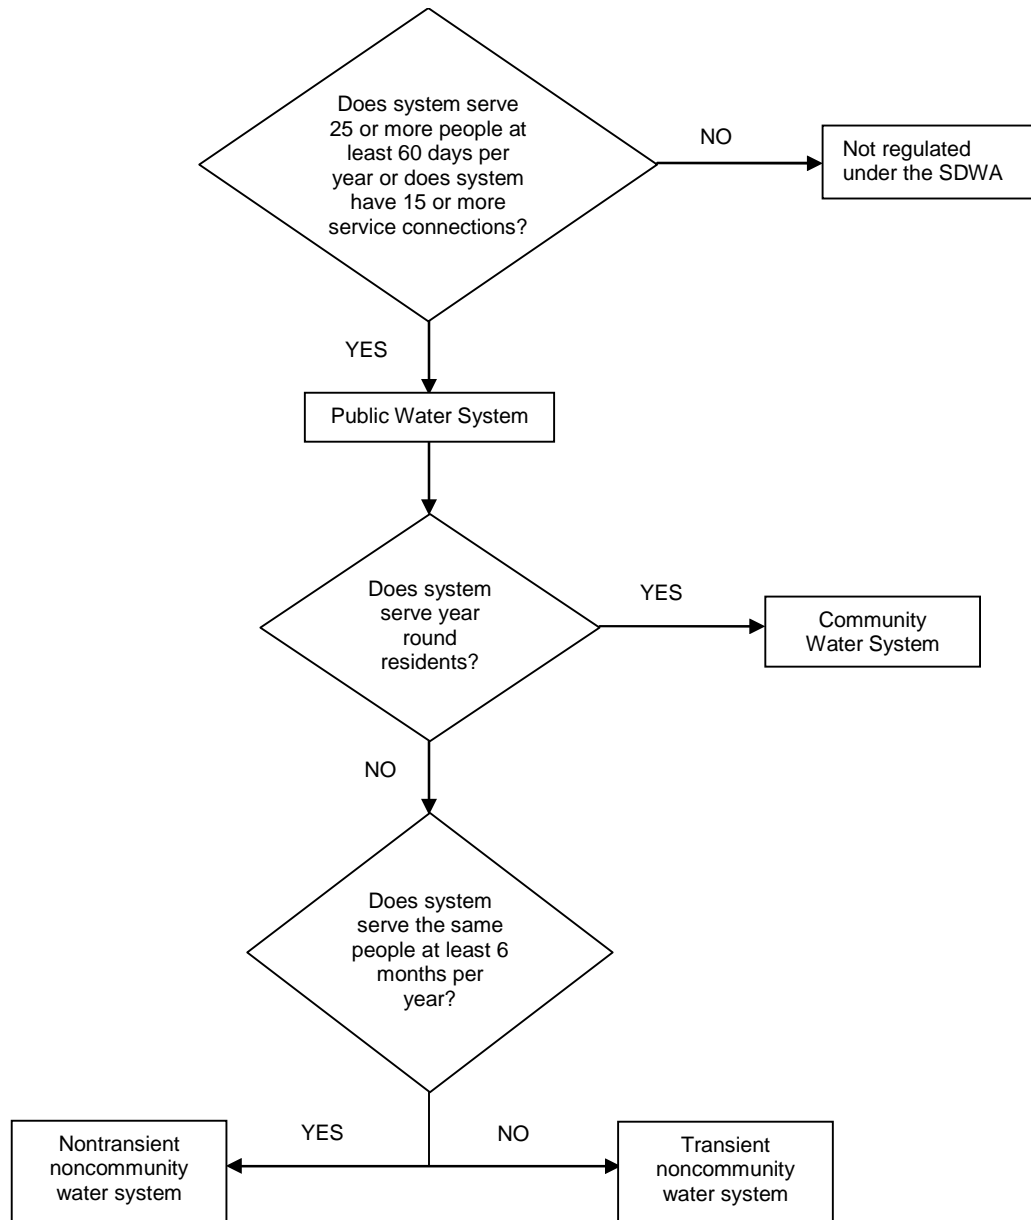 Does system serve
25 or more people at
least 60 days per
year or does system
have 15 or more
service connections?
NO
Not regulated
under the SDWA
YES
Public Water System
Does system
serve year
round
residents?
YES
Community
Water System
NO
Does system
serve the same
people at least 6
months per
year?
YES
NO
Nontransient
noncommunity
water system
Transient
noncommunity
water system